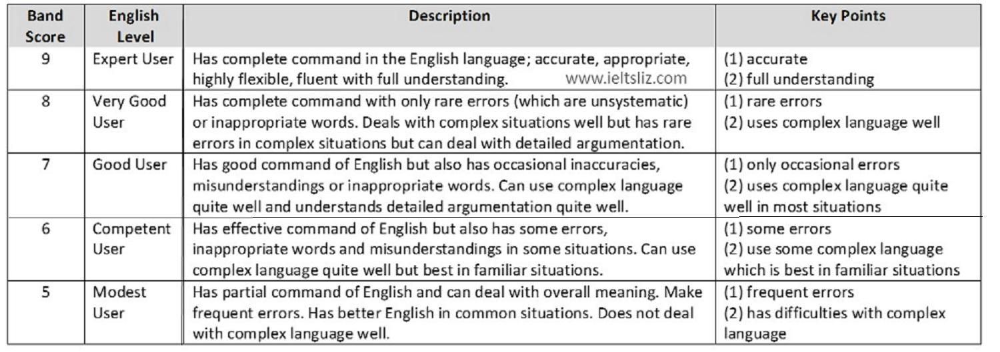 Band Score
English Level
Description
Key Points
9
Expert User
Has complete command in the English language; accurate, appropriate,
highly flexible, fluent with full understanding.
www.ieltsliz.com
(1) accurate
(2) full understanding
8
Very Good
User
Has complete command with only rare errors (which are unsystematic)
or inappropriate words. Deals with complex situations well but has rare
errors in complex situations but can deal with detailed argumentation.
(1) rare errors
(2) uses complex language well
7
Good User
Has good command of English but also has occasional inaccuracies,
misunderstandings or inappropriate words. Can use complex language
quite well and understands detailed argumentation quite well.
(1) only occasional errors
(2) uses complex language quite
well in most situations
6
Competent
User
Has effective command of English but also has some errors,
inappropriate words and misunderstandings in some situations. Can use
complex language quite well but best in familiar situations.
(1) some errors
(2) use some complex language
which is best in familiar situations
5
Modest
User
Has partial command of English and can deal with overall meaning. Make
frequent errors. Has better English in common situations. Does not deal
with complex language well.
(1) frequent errors
(2) has difficulties with complex
language